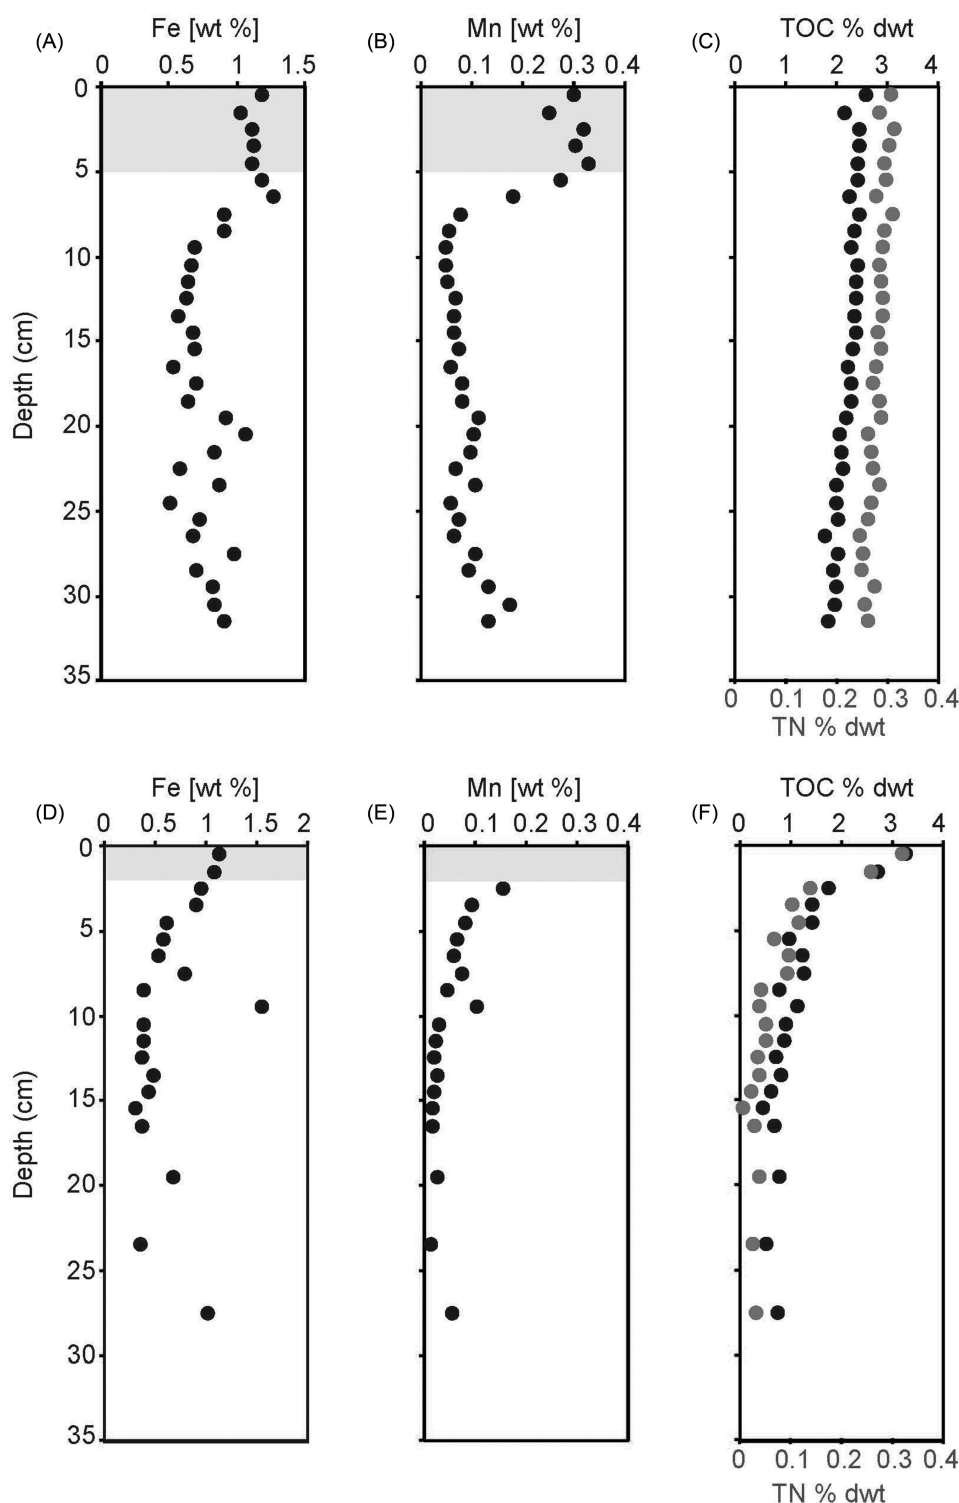 Fe [wt %]
Mn [wt %]
TOC % dwt
(A)
(B)
(C)
0 0.5 1 1.5
0 0.1 0.2 0.3 0.4
0 1 2 3 4
0
5
10
15
20
25
30
35
Depth (cm)
0 0.1 0.2 0.3 0.4
TN % dwt
Fe [wt %]
Mn [wt %]
TOC % dwt
(D)
(E)
(F)
0 0.5 1 1.5 2
0 0.1 0.2 0.3 0.4
0 1 2 3 4
0
5
10
15
20
25
30
35
Depth (cm)
0 0.1 0.2 0.3 0.4
TN % dwt